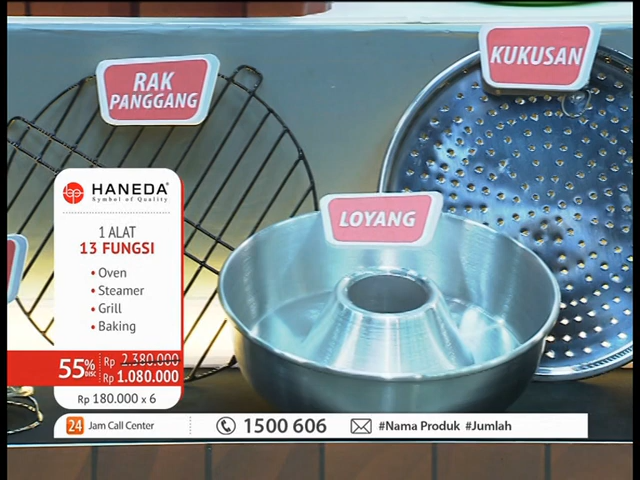 RAK
PANGGANG
KUKUSAN
LOYANG
HANEDA®
Symbol of Quality
1 ALAT
13 FUNGSI
• Oven
• Steamer
• Grill
• Baking
55% DISC
Rp 2.380.000
Rp 1.080.000
Rp 180.000 x 6
24 Jam Call Center
1500 606
#Nama Produk #Jumlah